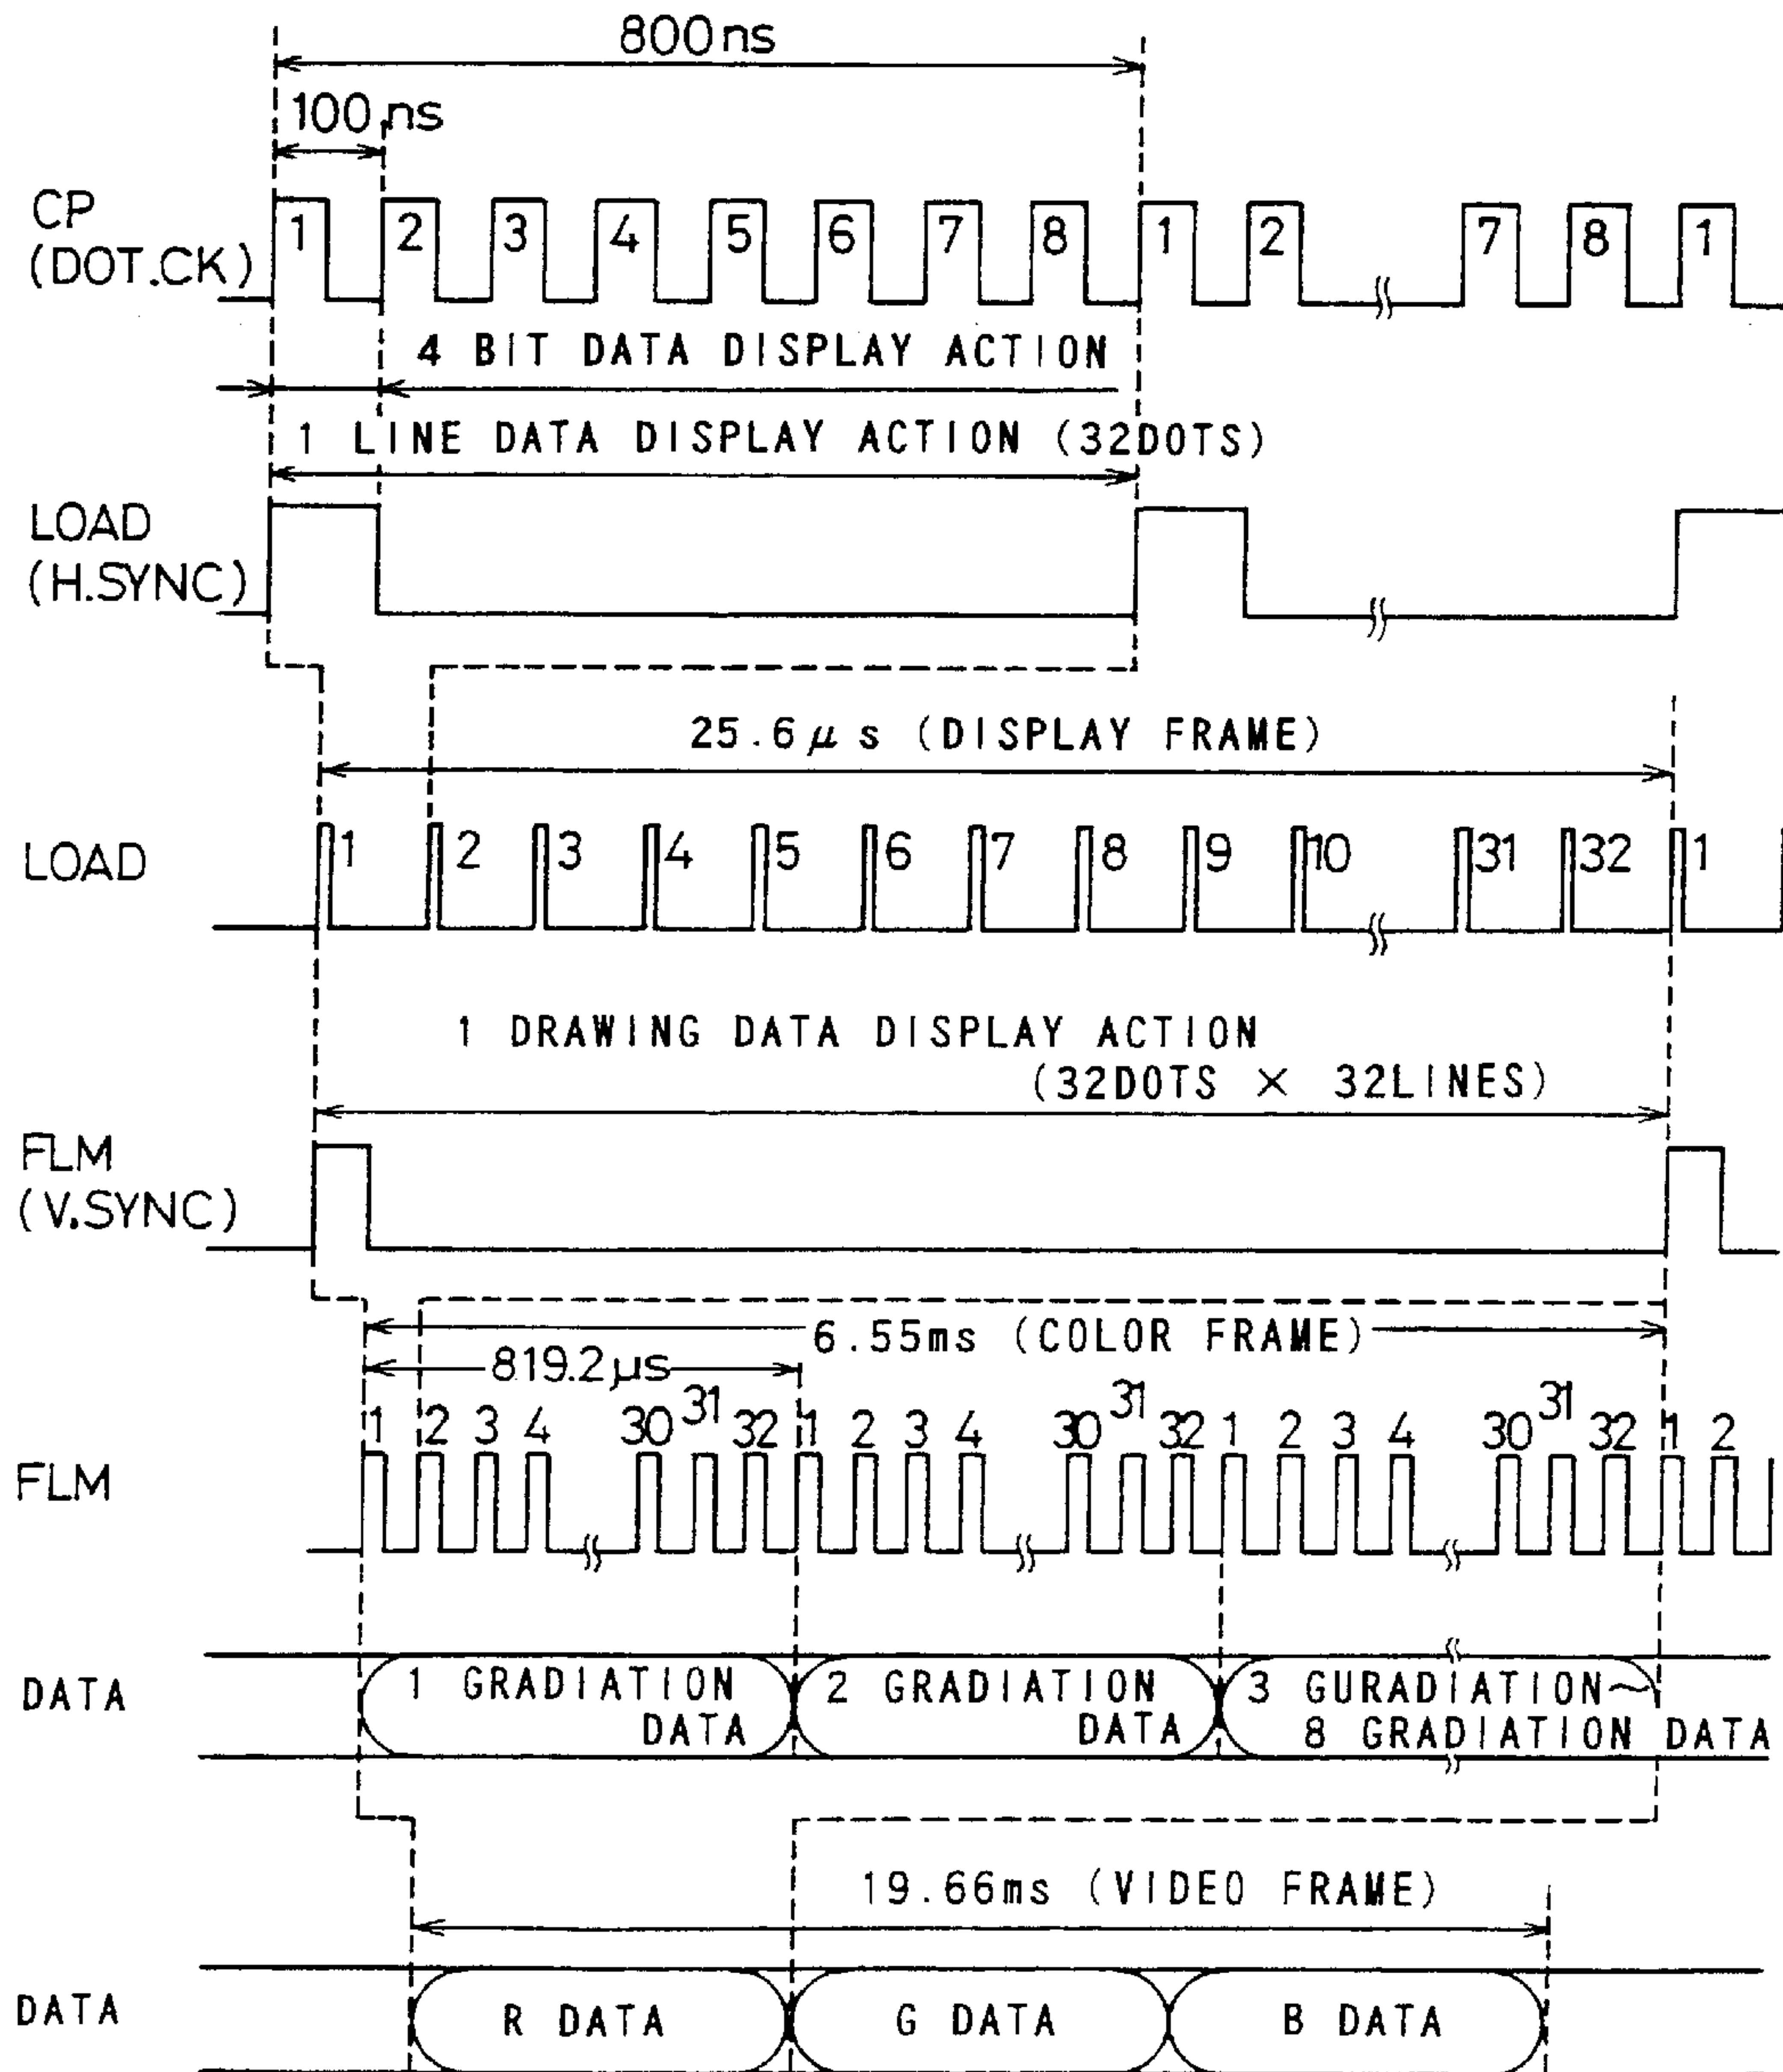 800ns
100 ns
CP
(DOT.CK)
1 2 3 4 5 6 7 8 1 2 7 8 1
4 BIT DATA DISPLAY ACTION
1 LINE DATA DISPLAY ACTION (32DOTS)
LOAD
(H.SYNC)
25.6μs (DISPLAY FRAME)
LOAD
1 2 3 4 5 6 7 8 9 10 31 32 1
1 DRAWING DATA DISPLAY ACTION
(32DOTS × 32LINES)
FLM
(V.SYNC)
6.55ms (COLOR FRAME)
819.2μs
1 2 3 4 30 31 32 1 2 3 4 30 31 32 1 2 3 4 30 31 32 1 2
FLM
DATA
1 GRADIATION
DATA
2 GRADIATION
DATA
3 GURADIATION~
8 GRADIATION DATA
19.66ms (VIDEO FRAME)
DATA
R DATA
G DATA
B DATA